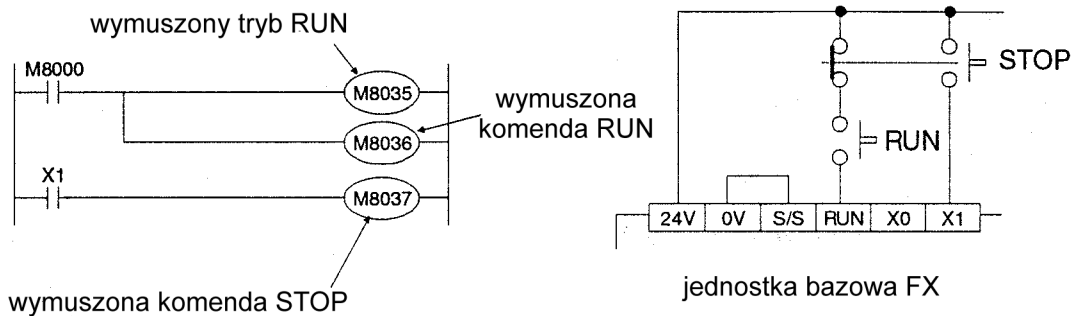 wymuszony tryb RUN
M8000
M8035
wymuszona
komenda RUN
M8036
X1
M8037
wymuszona komenda STOP
STOP
RUN
24V 0V S/S RUN X0 X1
jednostka bazowa FX